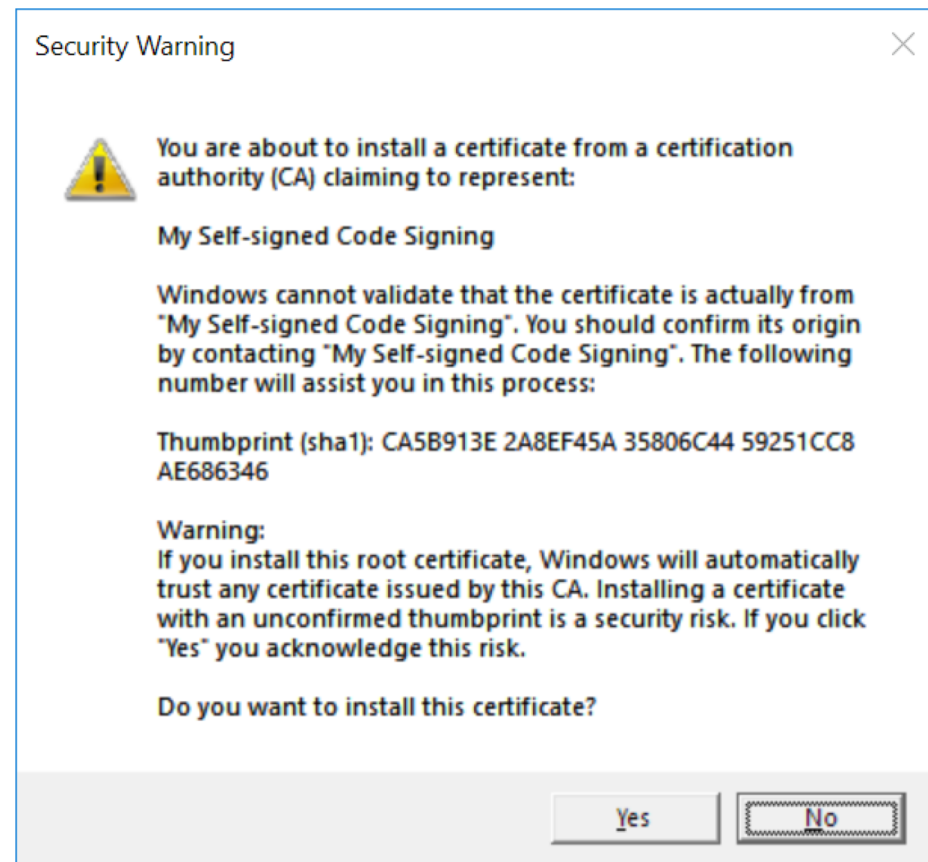 Security Warning
You are about to install a certificate from a certification
authority (CA) claiming to represent:
My Self-signed Code Signing
Windows cannot validate that the certificate is actually from
"My Self-signed Code Signing". You should confirm its origin
by contacting "My Self-signed Code Signing". The following
number will assist you in this process:
Thumbprint (sha1): CA5B913E 2A8EF45A 35806C44 59251CC8
AE686346
Warning:
If you install this root certificate, Windows will automatically
trust any certificate issued by this CA. Installing a certificate
with an unconfirmed thumbprint is a security risk. If you click
"Yes" you acknowledge this risk.
Do you want to install this certificate?
Yes No